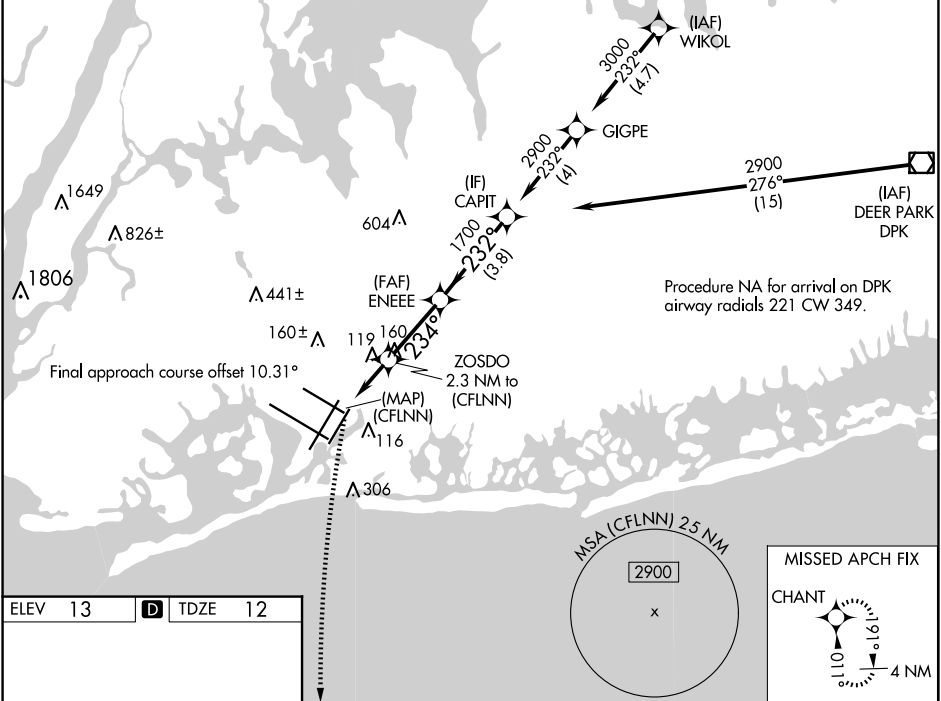 (IAF)
WIKOL
3000
232°
(4.7)
GIGPE
2900
232°
(4)
(IF)
CAPIT
2900
276°
(15)
(IAF)
DEER PARK
DPK
1649
826±
604
1700
232°
(3.8)
1806
441±
(FAF)
ENEEE
Procedure NA for arrival on DPK
airway radials 221 CW 349.
160±
119
160
234°
ZOSDO
2.3 NM to
(CFLNN)
Final approach course offset 10.31°
(MAP)
(CFLNN)
116
306
MSA (CFLNN) 25 NM
2900
x
MISSED APCH FIX
CHANT
191°
011°
4 NM
ELEV 13 D TDZE 12